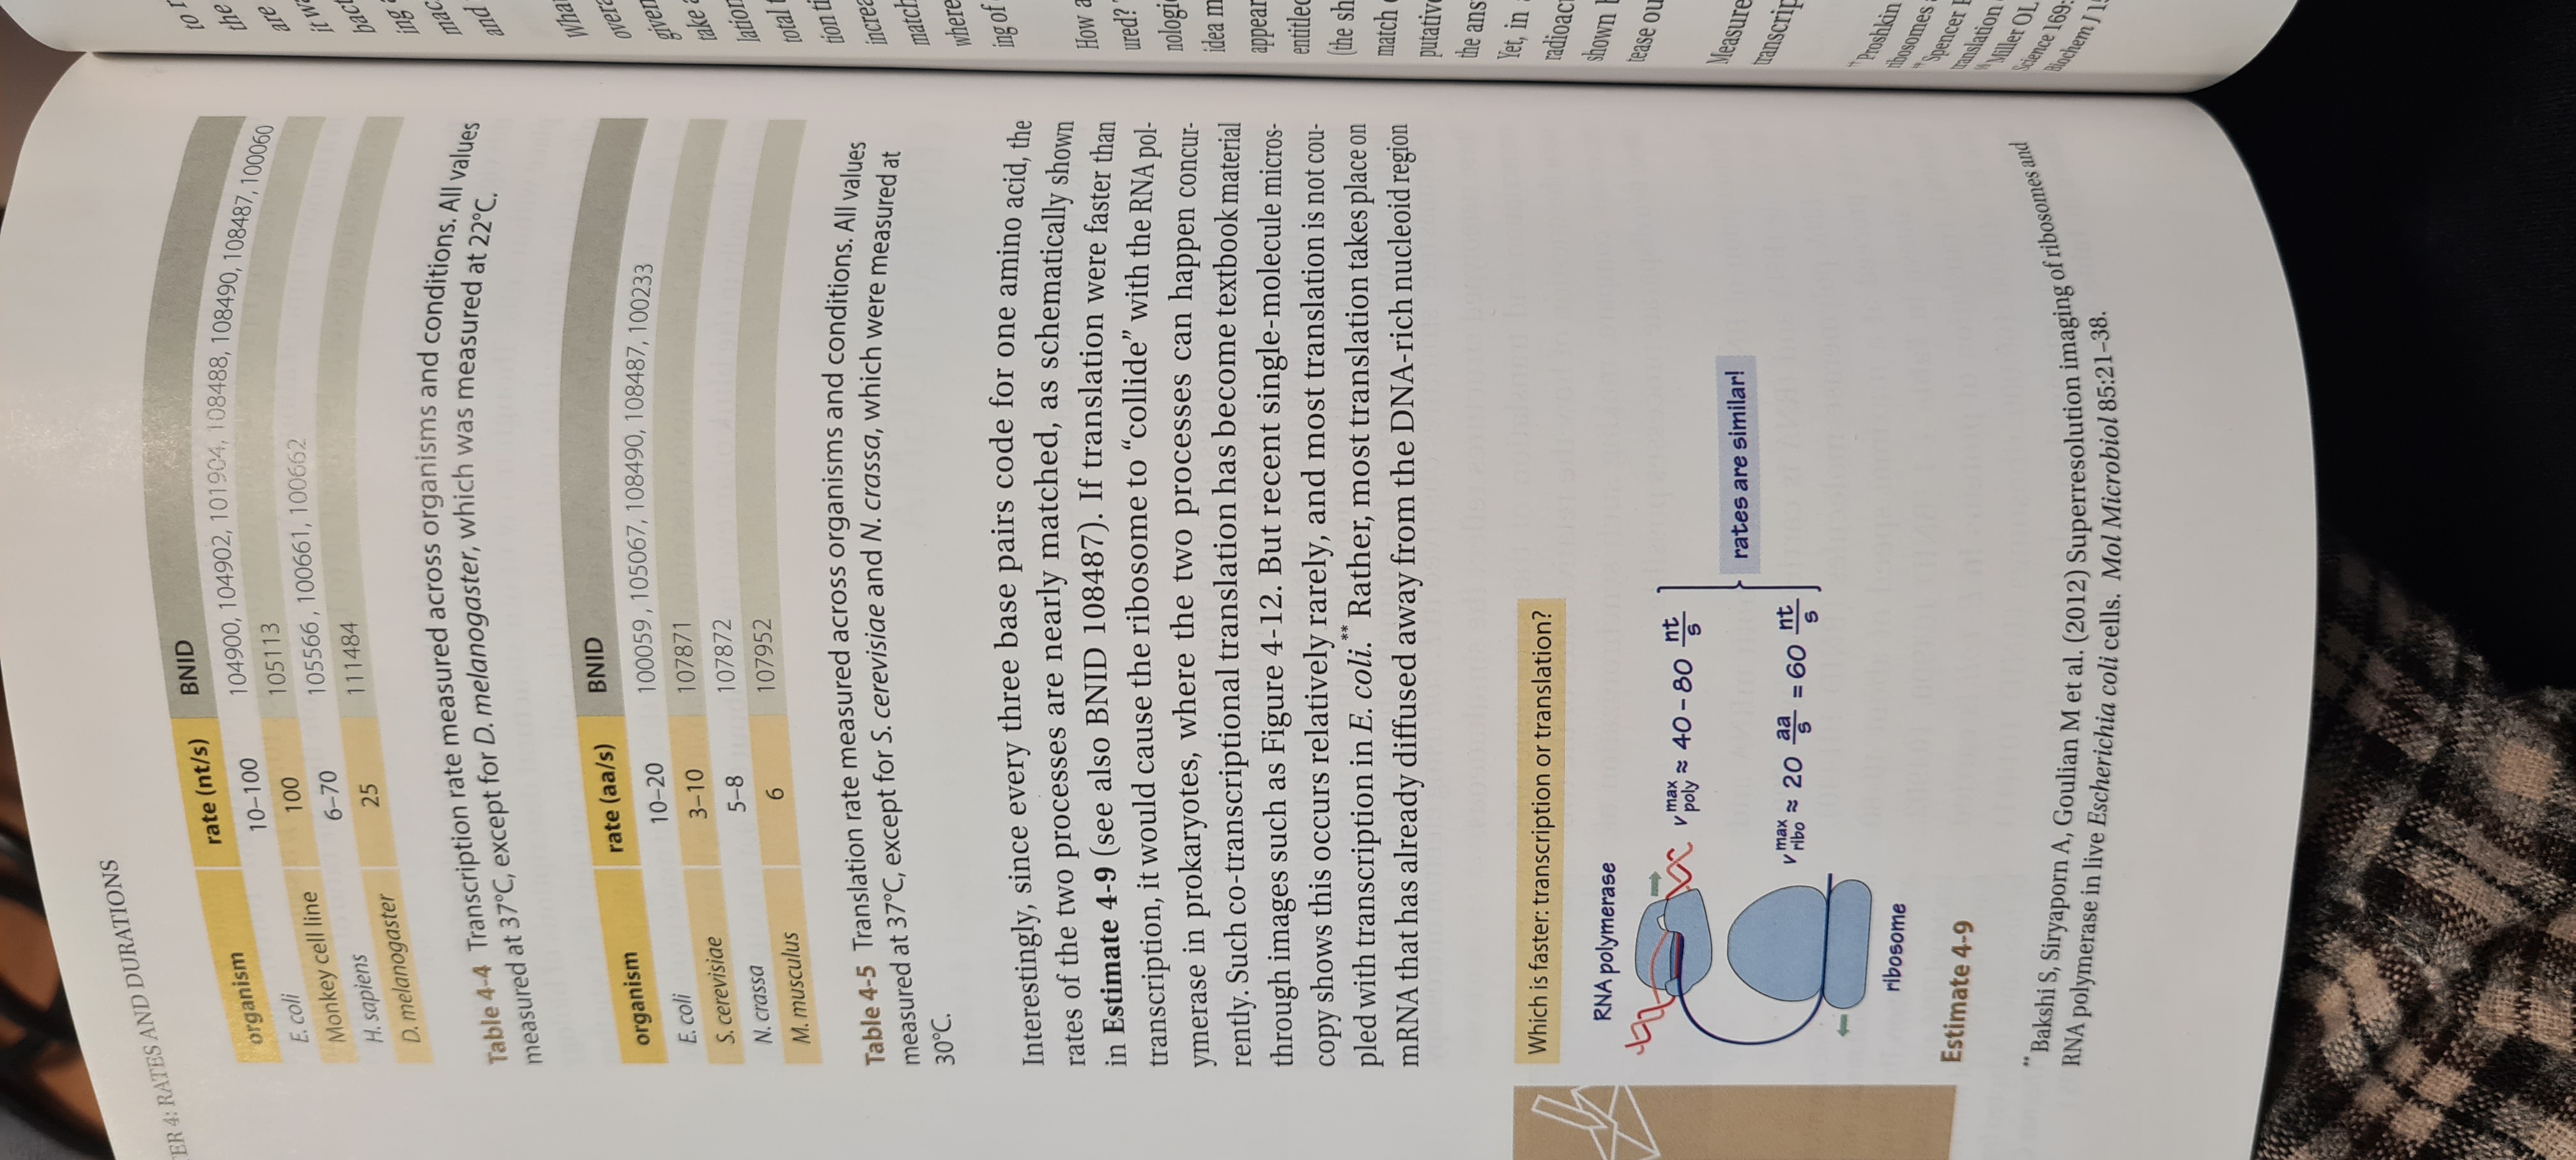 TER 4: RATES AND DURATIONS
organism rate (nt/s) BNID
E. coli 10–100 104900, 104902, 101904, 108488, 108490, 108487, 100060
Monkey cell line 100 105113
H. sapiens 6–70 105566 , 100661, 100662
D. melanogaster 25 111484
Table 4-4 Transcription rate measured across organisms and conditions. All values
measured at 37°C, except for D. melanogaster, which was measured at 22°C.
organism rate (aa/s) BNID
E. coli 10–20 100059 , 105067, 108490, 108487, 100233
S. cerevisiae 3–10 107871
N. crassa 5–8 107872
M. musculus 6 107952
Table 4-5 Translation rate measured across organisms and conditions. All values
measured at 37°C, except for S. cerevisiae and N. crassa, which were measured at
30°C.
Interestingly, since every three base pairs code for one amino acid, the
rates of the two processes are nearly matched, as schematically shown
in Estimate 4-9 (see also BNID 108487). If translation were faster than
transcription, it would cause the ribosome to “collide” with the RNA pol-
ymerase in prokaryotes, where the two processes can happen concur-
rently. Such co-transcriptional translation has become textbook material
through images such as Figure 4-12. But recent single-molecule micros-
copy shows this occurs relatively rarely, and most translation is not cou-
pled with transcription in E. coli.** Rather, most translation takes place on
mRNA that has already diffused away from the DNA-rich nucleoid region
Which is faster: transcription or translation?
RNA polymerase
v max poly ≈ 40–80 nt/s
rates are similar!
v max ribo ≈ 20 aa/s = 60 nt/s
ribosome
Estimate 4-9
** Bakshi S, Siryaporn A, Goulian M et al. (2012) Superresolution imaging of ribosomes and
RNA polymerase in live Escherichia coli cells. Mol Microbiol 85:21–38.
the
are
it wa
bact
ing
mac
and
What
overa
given
take a
lation
total t
tion ti
increa
match
where
ing of
How a
ured?
nologi
idea m
appear
entitled
(the sh
match
putativ
the ans
Yet, in
radioac
shown
tease ou
Measure
transcrip
Proshkin
ribosomes
Spencer
translation
Miller OL
Science 169:
Biochem J